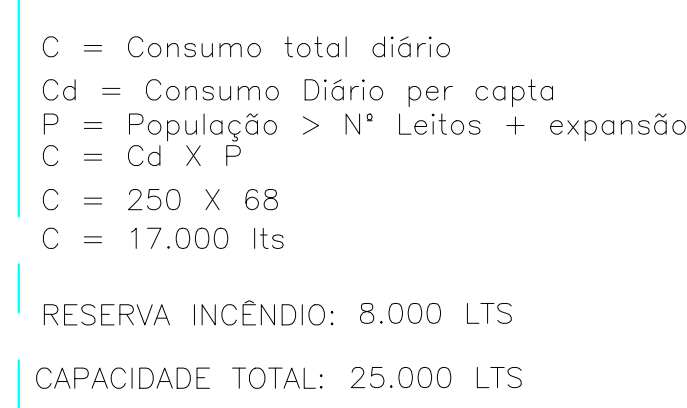 C = Consumo total diário
Cd = Consumo Diário per capta
P = População > Nº Leitos + expansão
C = Cd X P
C = 250 X 68
C = 17.000 lts
RESERVA INCÊNDIO: 8.000 LTS
CAPACIDADE TOTAL: 25.000 LTS